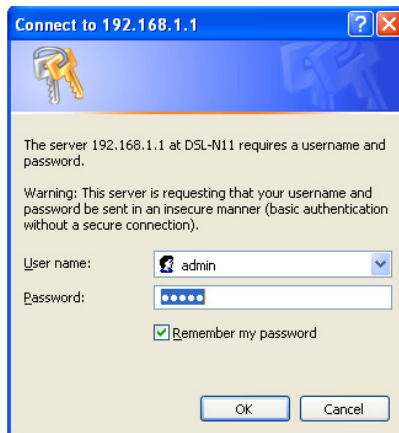 Connect to 192.168.1.1
The server 192.168.1.1 at DSL-N11 requires a username and
password.
Warning: This server is requesting that your username and
password be sent in an insecure manner (basic authentication
without a secure connection).
User name:
admin
Password:
●●●●●
Remember my password
OK
Cancel